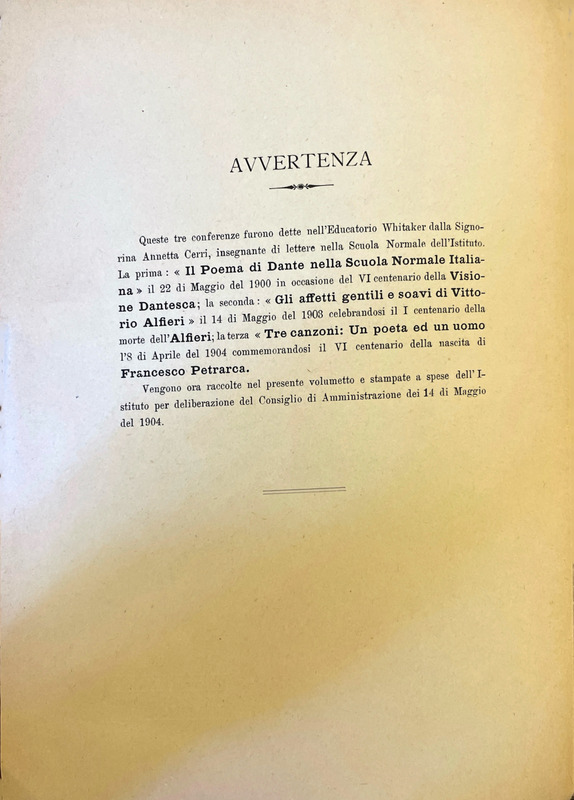 AVVERTENZA
Queste tre conferenze furono dette nell'Educatorio Whitaker dalla Signo-
rina Annetta Cerri, insegnante di lettere nella Scuola Normale dell'Istituto.
La prima : « Il Poema di Dante nella Scuola Normale Italia-
na » il 22 di Maggio del 1900 in occasione del VI centenario della Visio-
ne Dantesca; la seconda : « Gli affetti gentili e soavi di Vitto-
rio Alfieri » il 14 di Maggio del 1903 celebrandosi il I centenario della
morte dell'Alfieri; la terza « Tre canzoni: Un poeta ed un uomo
l'8 di Aprile del 1904 commemorandosi il VI centenario della nascita di
Francesco Petrarca.
Vengono ora raccolte nel presente volumetto e stampate a spese dell'I-
stituto per deliberazione del Consiglio di Amministrazione dei 14 di Maggio
del 1904.